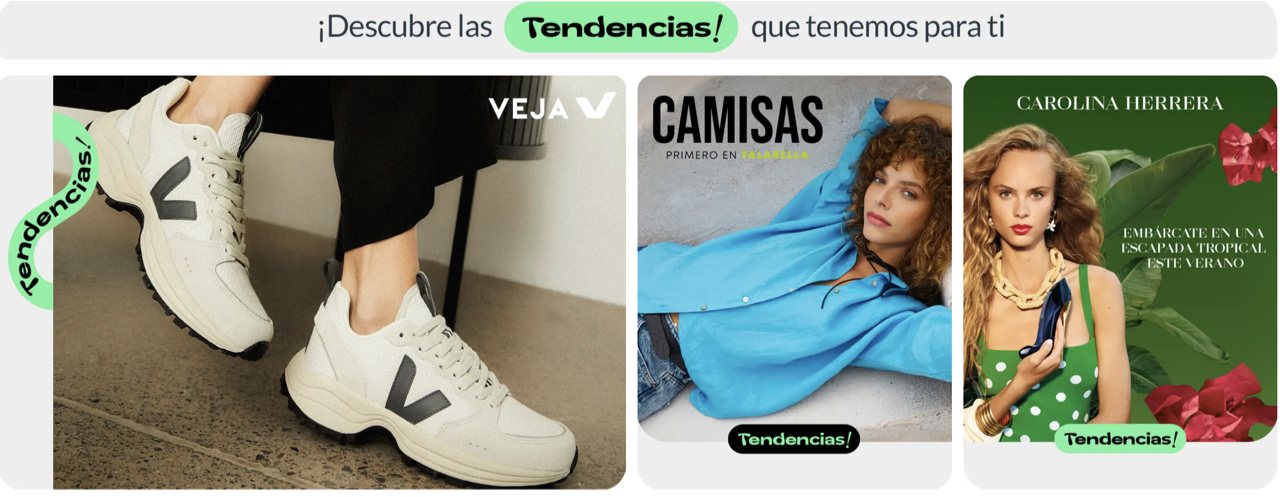 ¡Descubre las Tendencias! que tenemos para ti
Tendencias!
VEJA
CAMISAS
PRIMERO EN FALABELLA
Tendencias!
CAROLINA HERRERA
EMBÁRCATE EN UNA
ESCAPADA TROPICAL
ESTE VERANO
Tendencias!